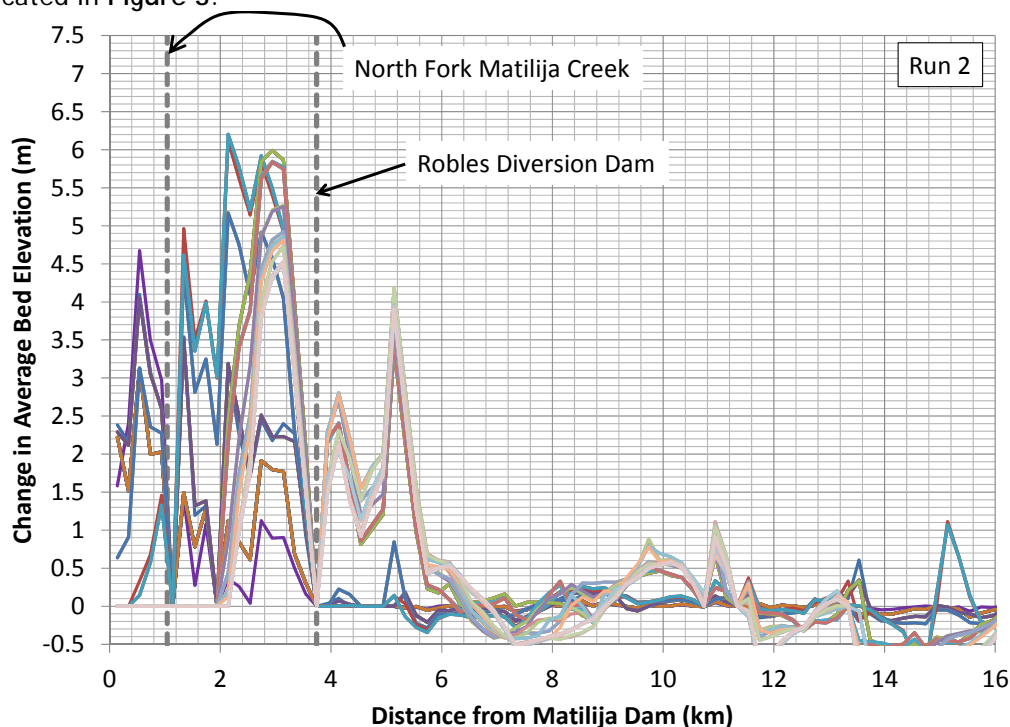 cated in Figure 3.
7.5
7
6.5
6
5.5
5
4.5
4
3.5
3
2.5
2
1.5
1
0.5
0
-0.5
Change in Average Bed Elevation (m)
North Fork Matilija Creek
Run 2
Robles Diversion Dam
0 2 4 6 8 10 12 14 16
Distance from Matilija Dam (km)